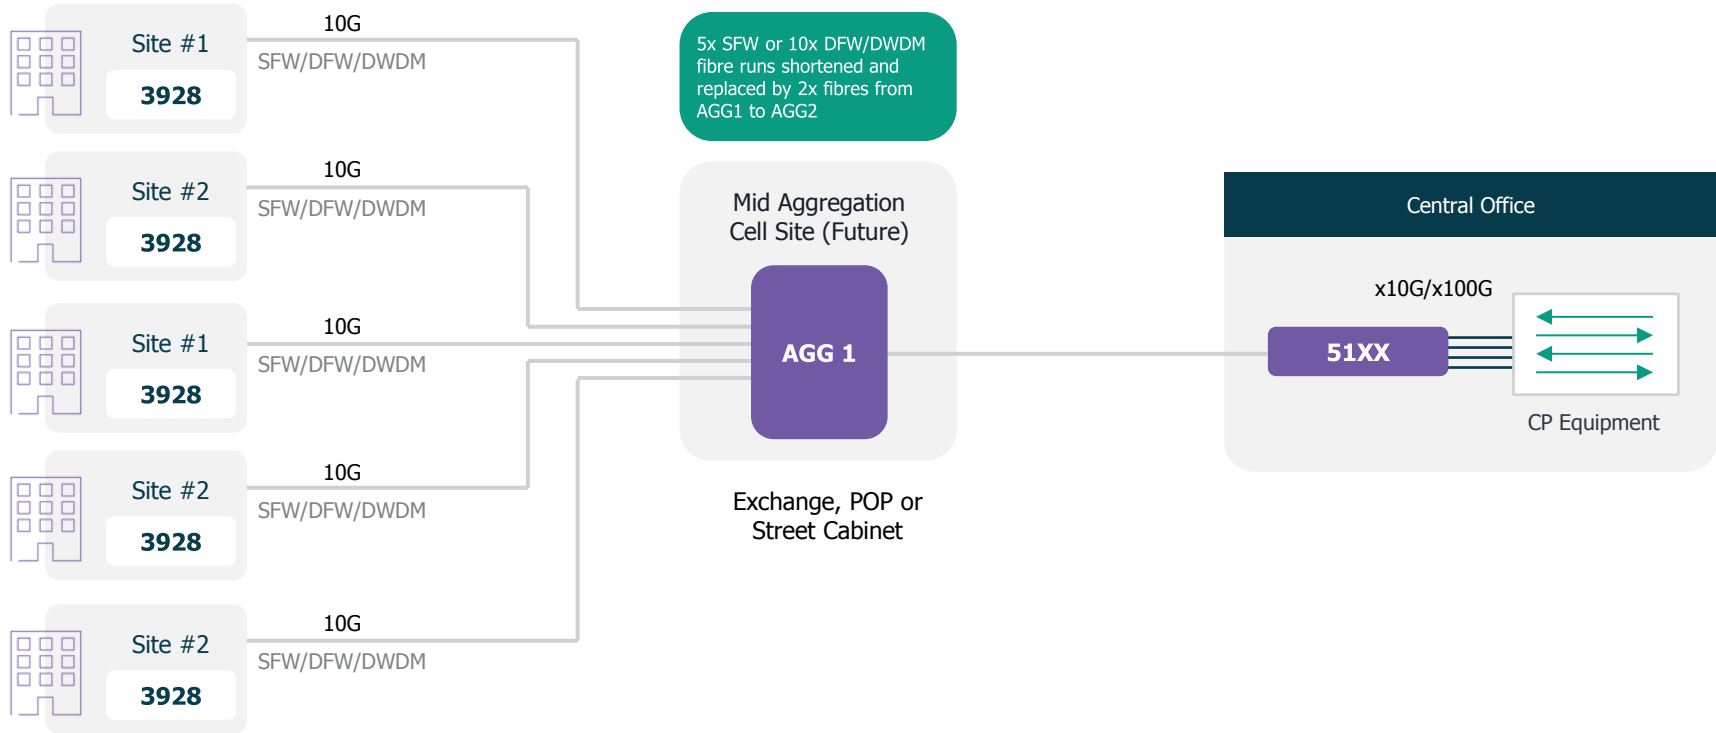 Site #1
3928
10G
SFW/DFW/DWDM
Site #2
3928
10G
SFW/DFW/DWDM
Site #1
3928
10G
SFW/DFW/DWDM
Site #2
3928
10G
SFW/DFW/DWDM
Site #2
3928
10G
SFW/DFW/DWDM
5x SFW or 10x DFW/DWDM
fibre runs shortened and
replaced by 2x fibres from
AGG1 to AGG2
Mid Aggregation
Cell Site (Future)
AGG 1
Exchange, POP or
Street Cabinet
Central Office
x10G/x100G
51XX
CP Equipment